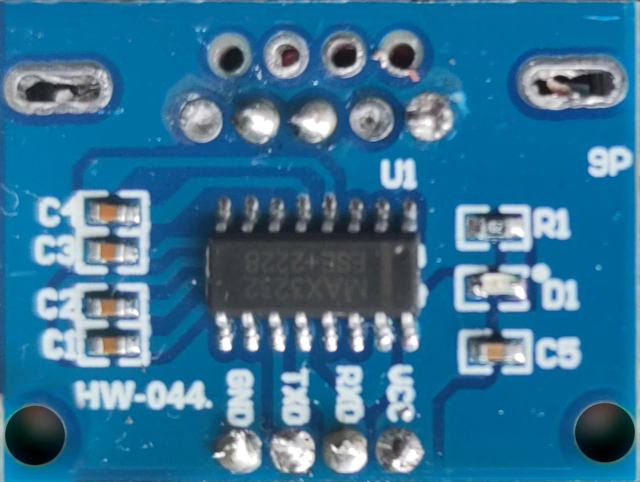 U1
9P
C4
C3
C2
C1
MAX3232
ESE+2228
R1
D1
C5
HW-044.
GND
TXD
RXD
VCC